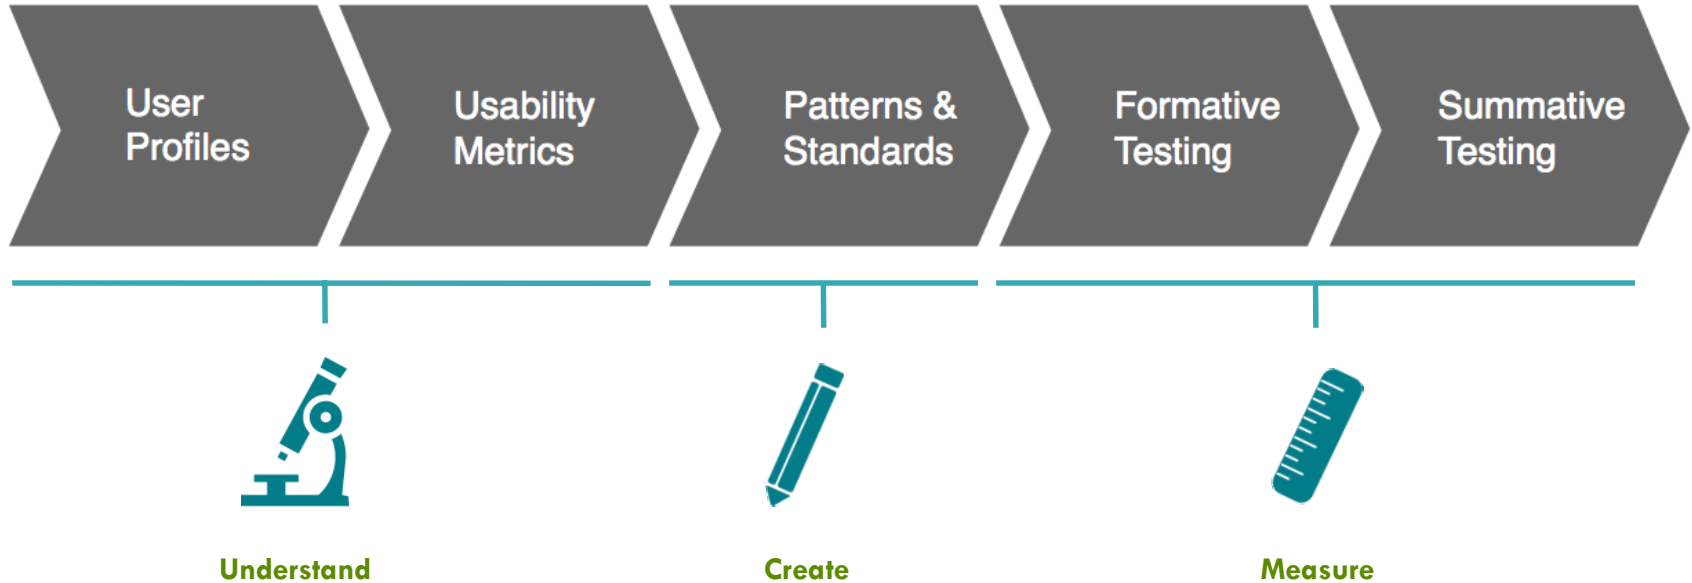 User
Profiles
Usability
Metrics
Patterns &
Standards
Formative
Testing
Summative
Testing
Understand
Create
Measure